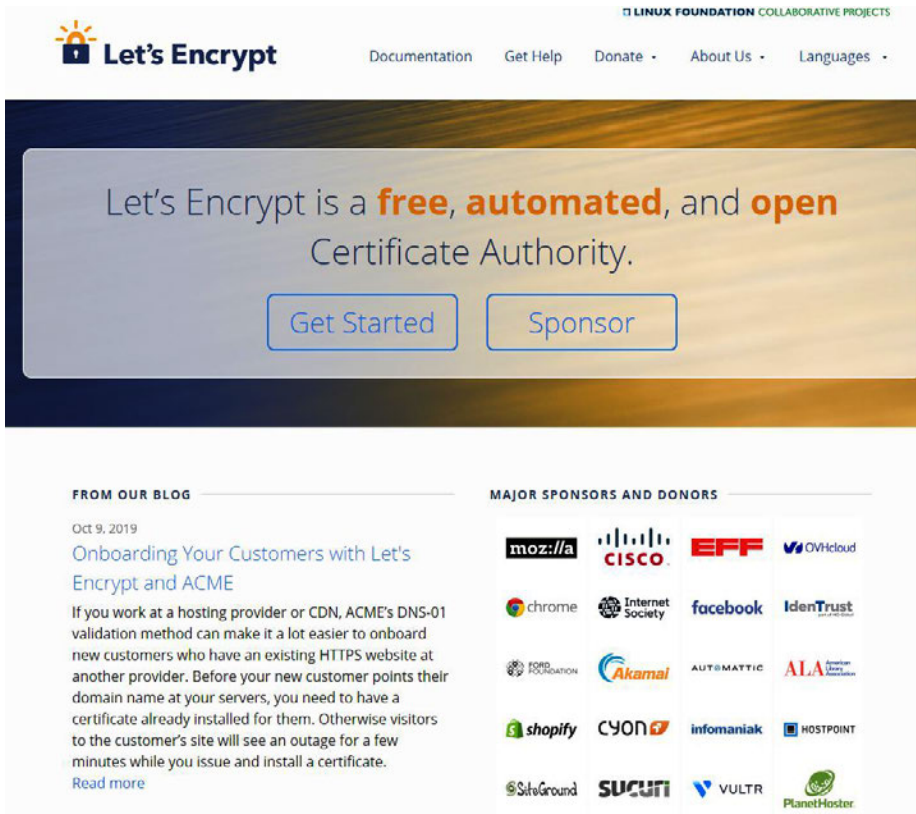 LINUX FOUNDATION COLLABORATIVE PROJECTS
Let's Encrypt
Documentation Get Help Donate About Us Languages
Let's Encrypt is a free, automated, and open
Certificate Authority.
Get Started Sponsor
FROM OUR BLOG
Oct 9, 2019
Onboarding Your Customers with Let's
Encrypt and ACME
If you work at a hosting provider or CDN, ACME's DNS-01
validation method can make it a lot easier to onboard
new customers who have an existing HTTPS website at
another provider. Before your new customer points their
domain name at your servers, you need to have a
certificate already installed for them. Otherwise visitors
to the customer's site will see an outage for a few
minutes while you issue and install a certificate.
Read more
MAJOR SPONSORS AND DONORS
moz://a CISCO EFF OVHcloud
chrome Internet Society facebook IdenTrust
FORD FOUNDATION Akamai AUTOMATTIC ALA American Library Association
shopify CYON infomaniak HOSTPOINT
SiteGround SUCURI VULTR PlanetHoster